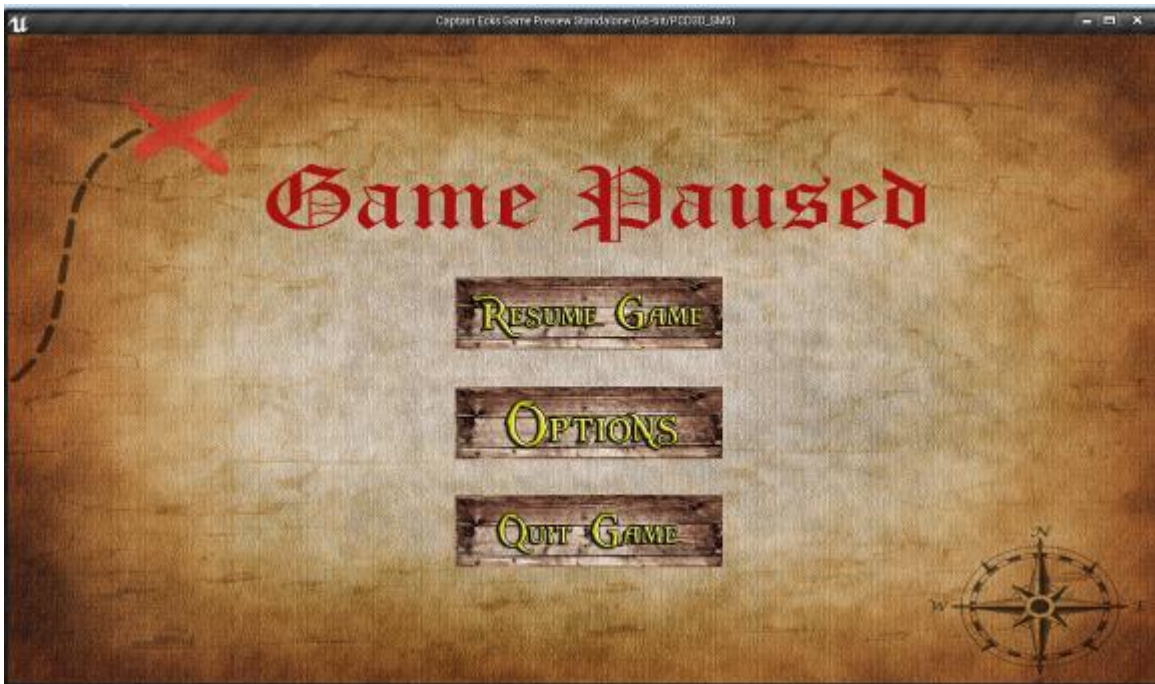 Captain Ecks Game Preview Standalone (64-bit/PCD3D_SM5)
Game Paused
Resume Game
Options
Quit Game
N
W E